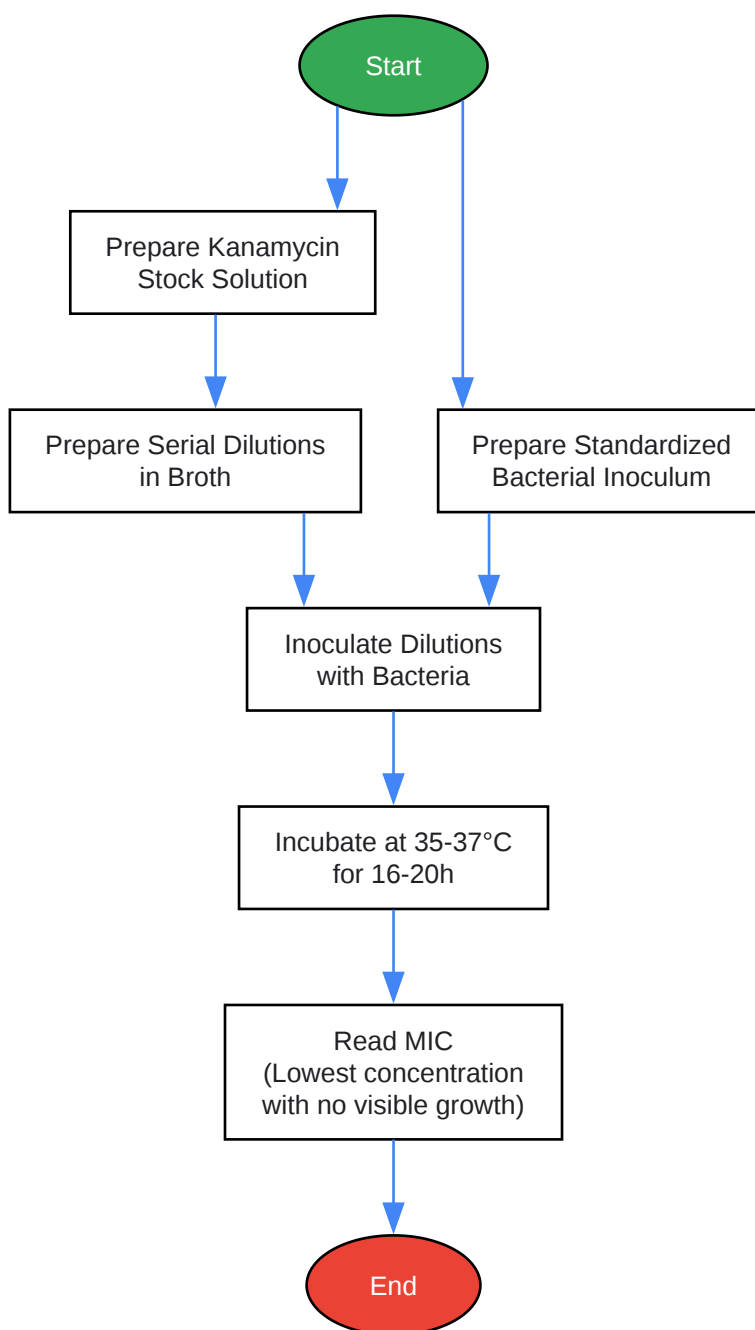 Start
Prepare Kanamycin
Stock Solution
Prepare Serial Dilutions
in Broth
Prepare Standardized
Bacterial Inoculum
Inoculate Dilutions
with Bacteria
Incubate at 35-37°C
for 16-20h
Read MIC
(Lowest concentration
with no visible growth)
End